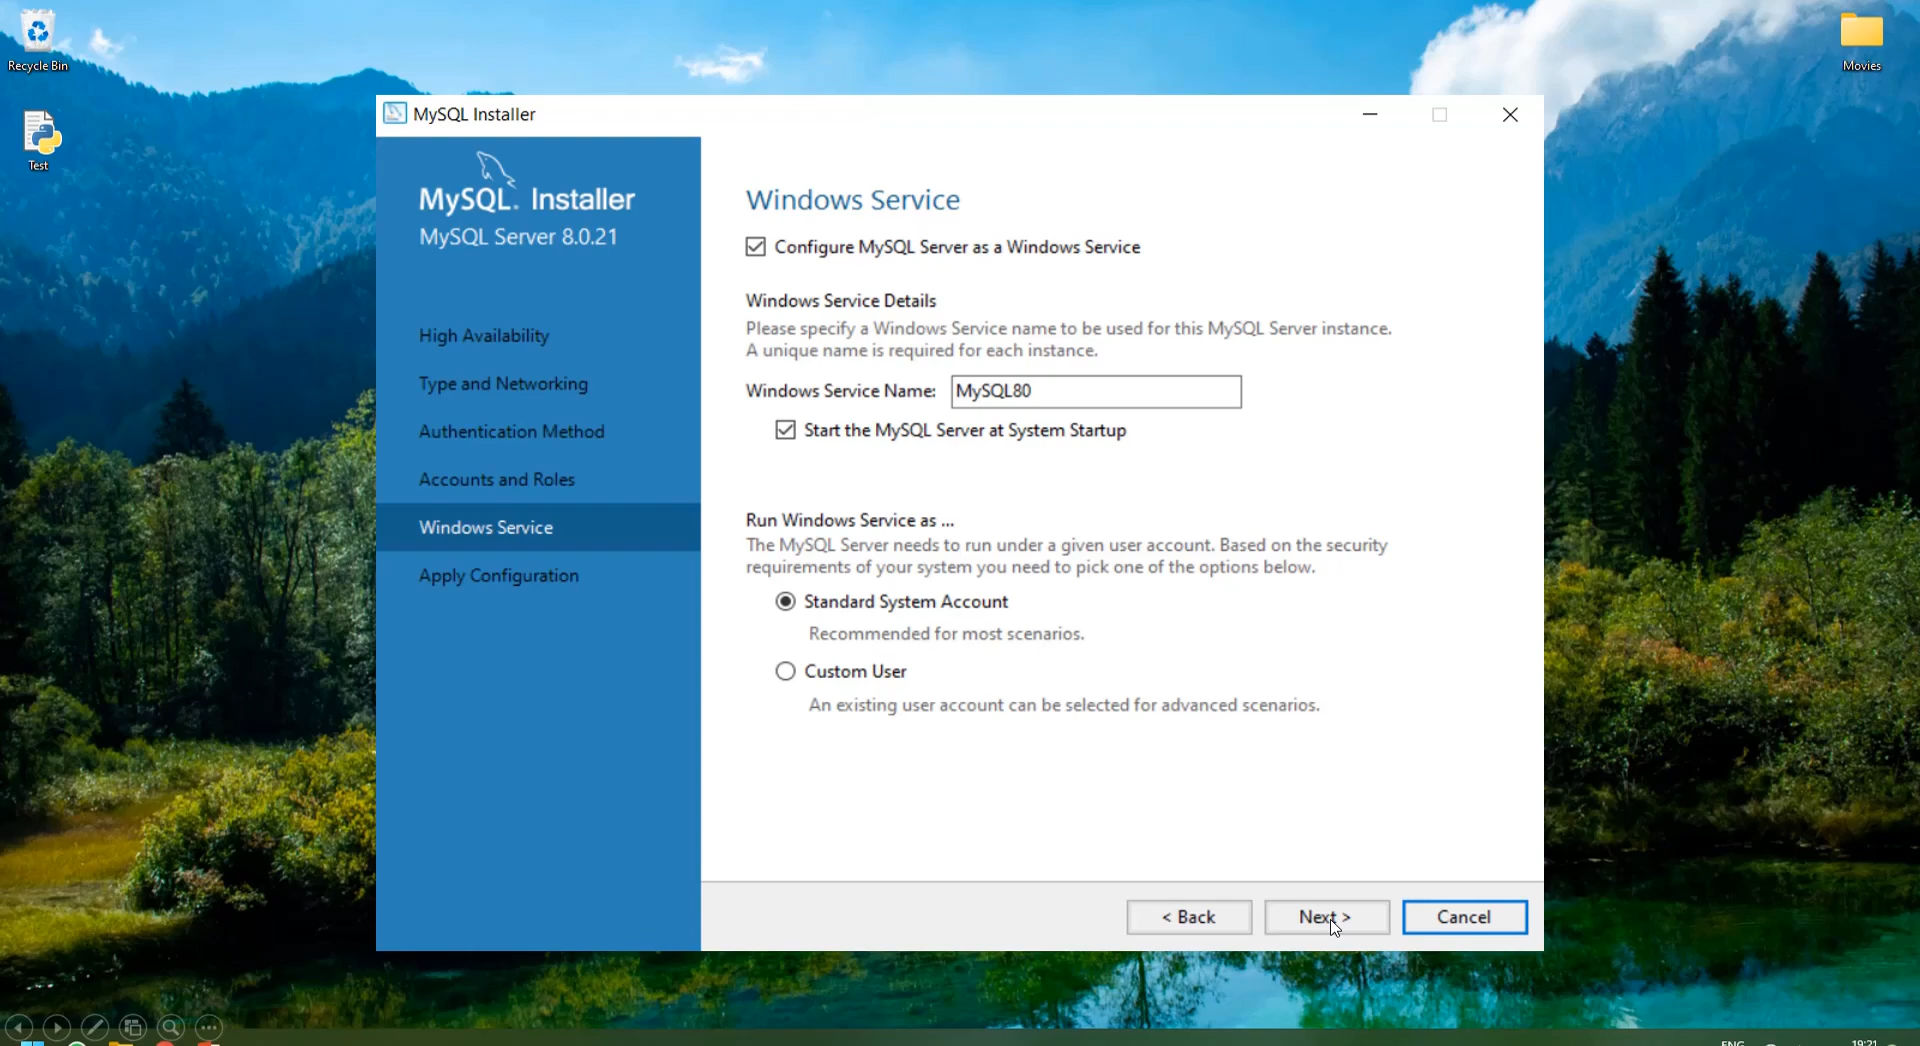 Recycle Bin
Test
Movies
MySQL Installer
MySQL. Installer
MySQL Server 8.0.21
High Availability
Type and Networking
Authentication Method
Accounts and Roles
Windows Service
Apply Configuration
Windows Service
Configure MySQL Server as a Windows Service
Windows Service Details
Please specify a Windows Service name to be used for this MySQL Server instance.
A unique name is required for each instance.
Windows Service Name: MySQL80
Start the MySQL Server at System Startup
Run Windows Service as ...
The MySQL Server needs to run under a given user account. Based on the security
requirements of your system you need to pick one of the options below.
Standard System Account
Recommended for most scenarios.
Custom User
An existing user account can be selected for advanced scenarios.
< Back
Next >
Cancel
ENG
19:21